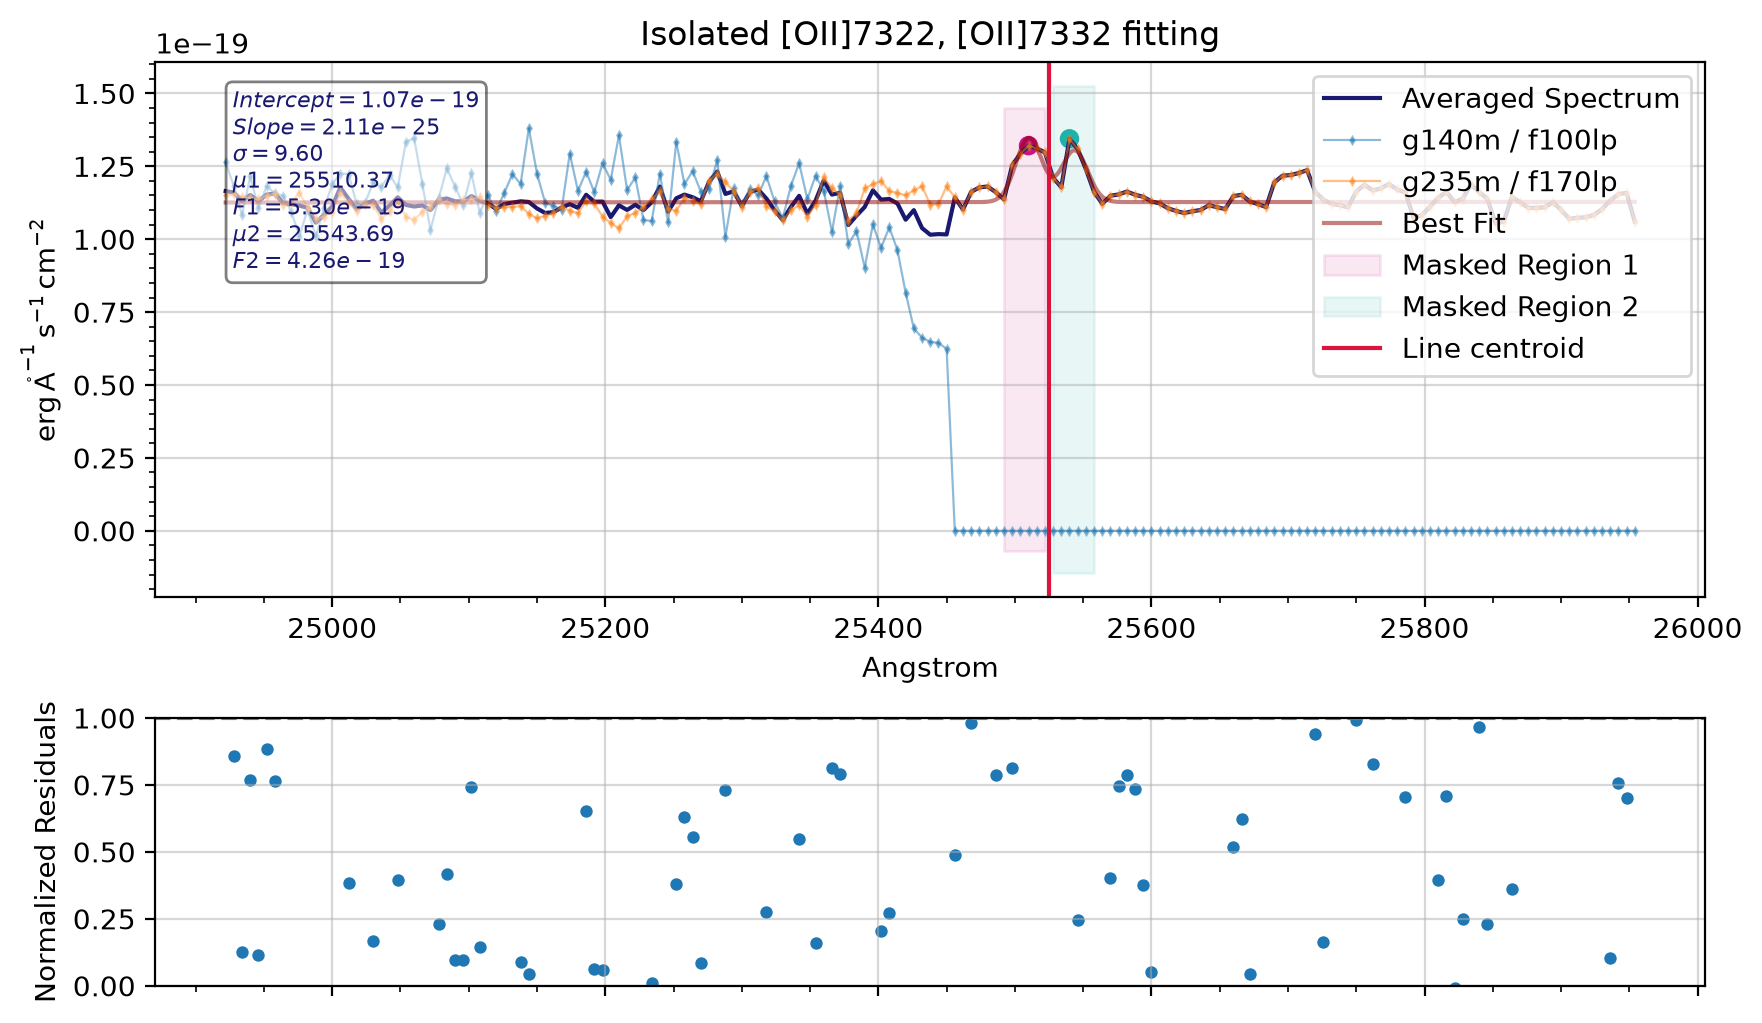 Isolated [OII]7322, [OII]7332 fitting
1e−19
1.50
1.25
1.00
0.75
0.50
0.25
0.00
erg Å⁻¹ s⁻¹ cm⁻²
Intercept = 1.07e − 19
Slope = 2.11e − 25
σ = 9.60
μ1 = 25510.37
F1 = 5.30e − 19
μ2 = 25543.69
F2 = 4.26e − 19
Averaged Spectrum
g140m / f100lp
g235m / f170lp
Best Fit
Masked Region 1
Masked Region 2
Line centroid
25000 25200 25400 25600 25800 26000
Angstrom
1.00
0.75
0.50
0.25
0.00
Normalized Residuals